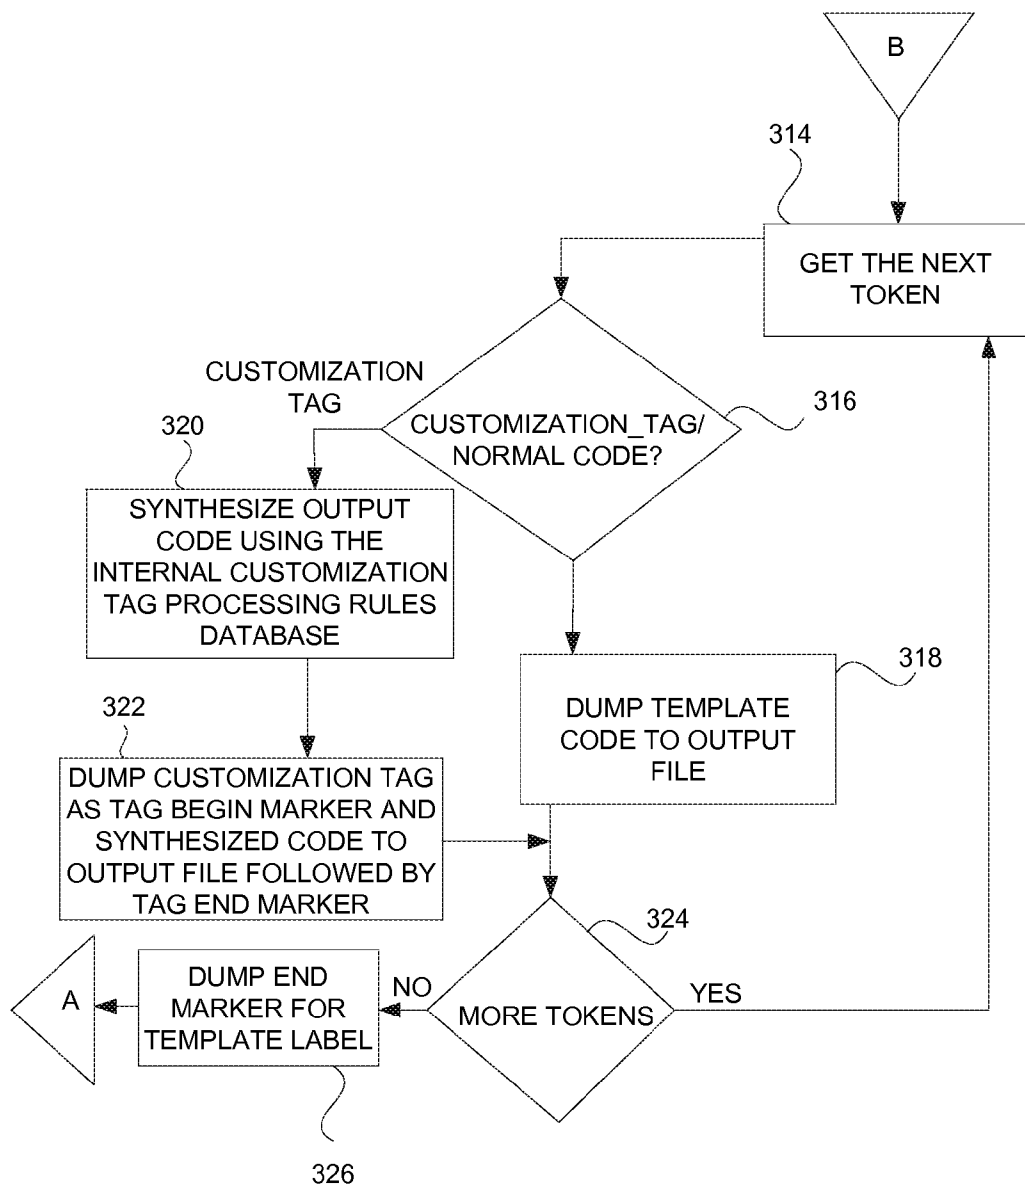 B
314
GET THE NEXT
TOKEN
CUSTOMIZATION
TAG
316
CUSTOMIZATION_TAG/
NORMAL CODE?
320
SYNTHESIZE OUTPUT
CODE USING THE
INTERNAL CUSTOMIZATION
TAG PROCESSING RULES
DATABASE
318
DUMP TEMPLATE
CODE TO OUTPUT
FILE
322
DUMP CUSTOMIZATION TAG
AS TAG BEGIN MARKER AND
SYNTHESIZED CODE TO
OUTPUT FILE FOLLOWED BY
TAG END MARKER
324
MORE TOKENS
YES
NO
DUMP END
MARKER FOR
TEMPLATE LABEL
A
326